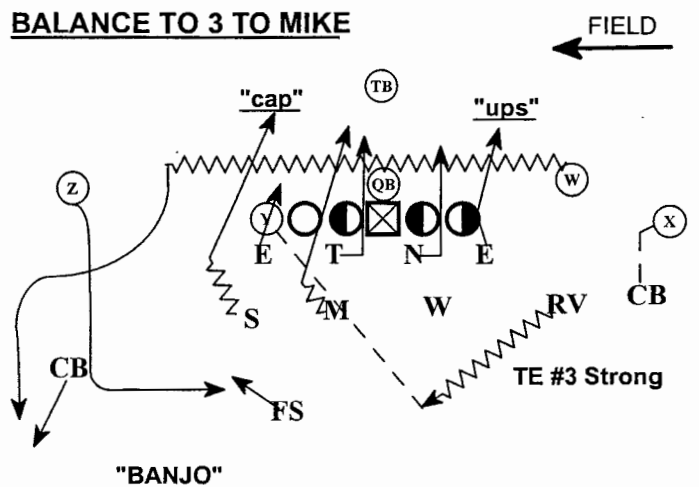 BALANCE TO 3 TO MIKE
FIELD
TB
"cap"
"ups"
QB
W
Z
Y
X
E
T
N
E
S
M
W
RV
CB
TE #3 Strong
CB
FS
"BANJO"